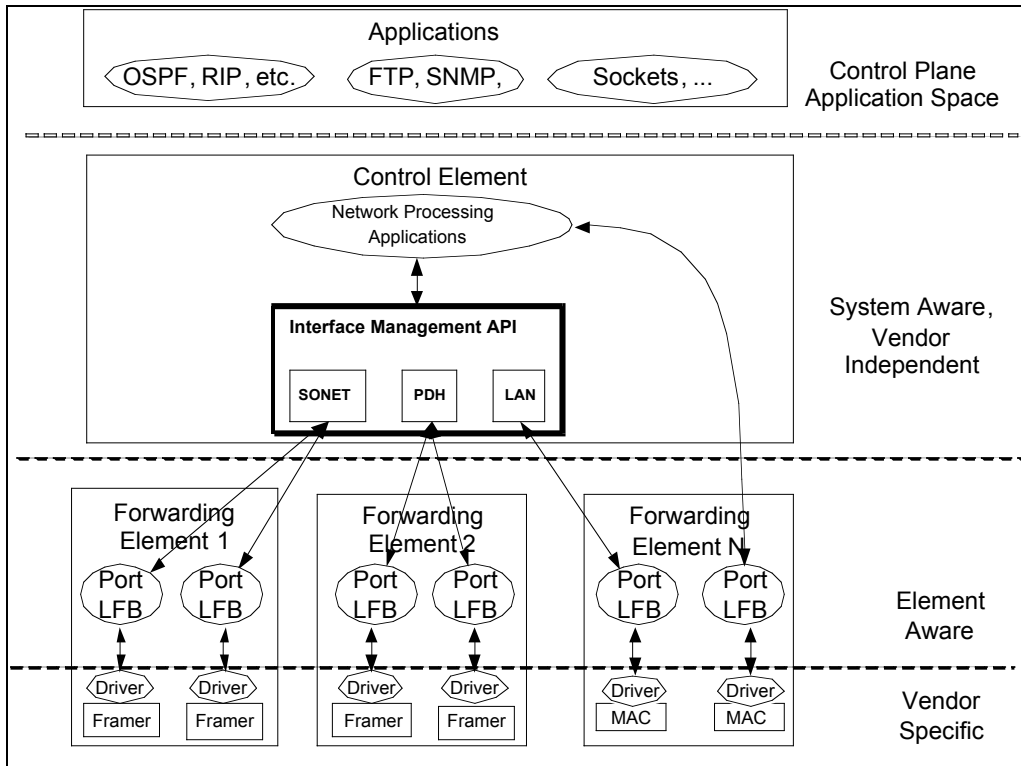 Applications
OSPF, RIP, etc.
FTP, SNMP,
Sockets, ...
Control Plane
Application Space
Control Element
Network Processing
Applications
Interface Management API
SONET
PDH
LAN
System Aware,
Vendor
Independent
Forwarding
Element 1
Forwarding
Element 2
Forwarding
Element N
Port
LFB
Port
LFB
Port
LFB
Port
LFB
Port
LFB
Port
LFB
Element
Aware
Driver
Driver
Driver
Driver
Driver
Driver
Framer
Framer
Framer
Framer
MAC
MAC
Vendor
Specific